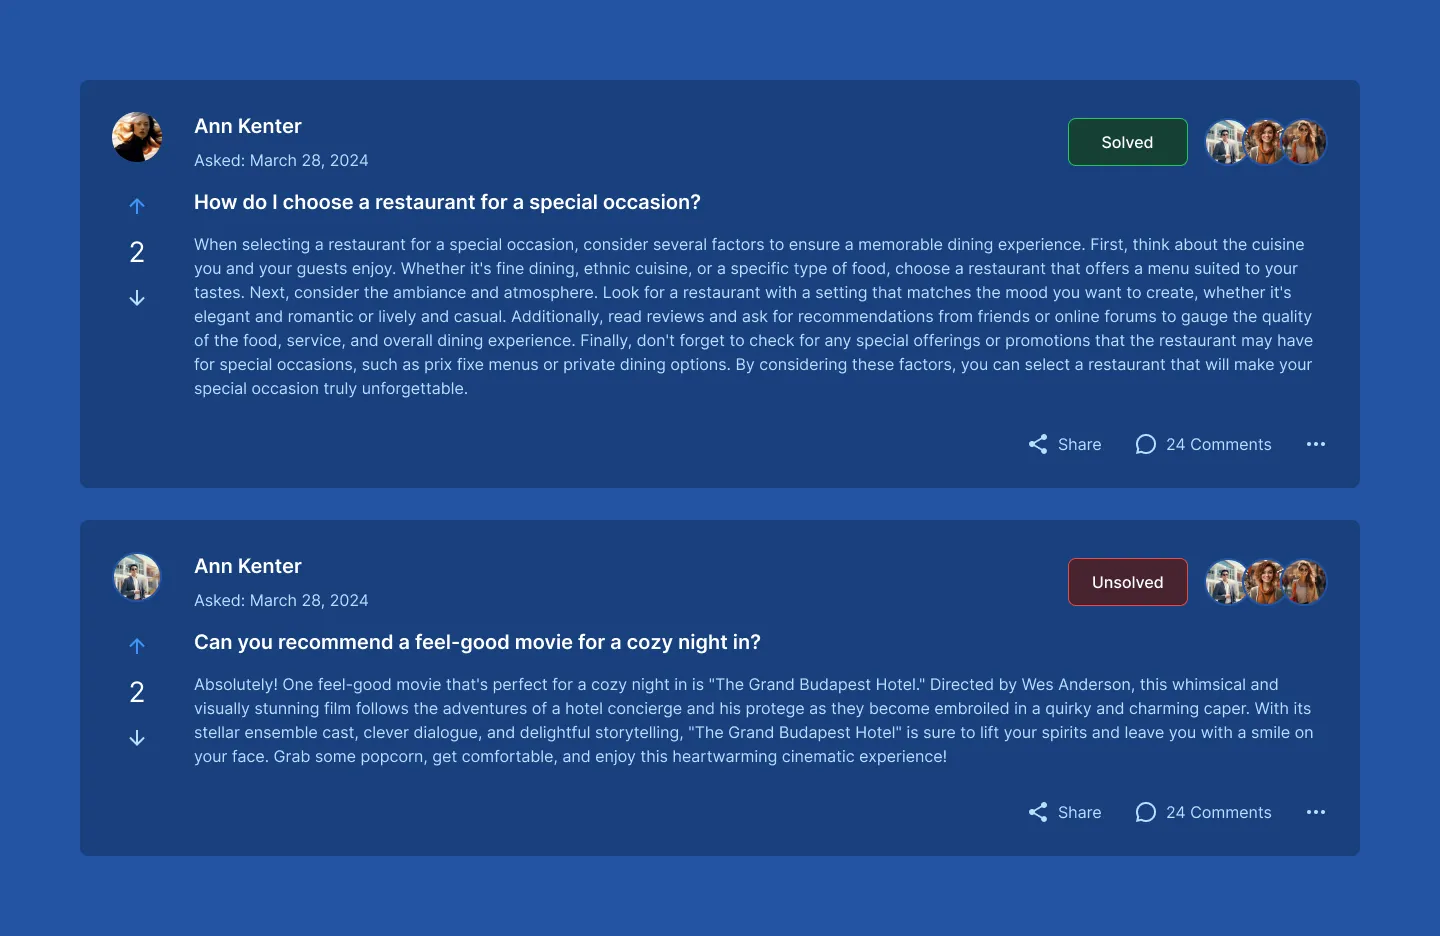 Ann Kenter
Asked: March 28, 2024
Solved
How do I choose a restaurant for a special occasion?
2
When selecting a restaurant for a special occasion, consider several factors to ensure a memorable dining experience. First, think about the cuisine
you and your guests enjoy. Whether it's fine dining, ethnic cuisine, or a specific type of food, choose a restaurant that offers a menu suited to your
tastes. Next, consider the ambiance and atmosphere. Look for a restaurant with a setting that matches the mood you want to create, whether it's
elegant and romantic or lively and casual. Additionally, read reviews and ask for recommendations from friends or online forums to gauge the quality
of the food, service, and overall dining experience. Finally, don't forget to check for any special offerings or promotions that the restaurant may have
for special occasions, such as prix fixe menus or private dining options. By considering these factors, you can select a restaurant that will make your
special occasion truly unforgettable.
Share
24 Comments
Ann Kenter
Asked: March 28, 2024
Unsolved
Can you recommend a feel-good movie for a cozy night in?
2
Absolutely! One feel-good movie that's perfect for a cozy night in is "The Grand Budapest Hotel." Directed by Wes Anderson, this whimsical and
visually stunning film follows the adventures of a hotel concierge and his protege as they become embroiled in a quirky and charming caper. With its
stellar ensemble cast, clever dialogue, and delightful storytelling, "The Grand Budapest Hotel" is sure to lift your spirits and leave you with a smile on
your face. Grab some popcorn, get comfortable, and enjoy this heartwarming cinematic experience!
Share
24 Comments